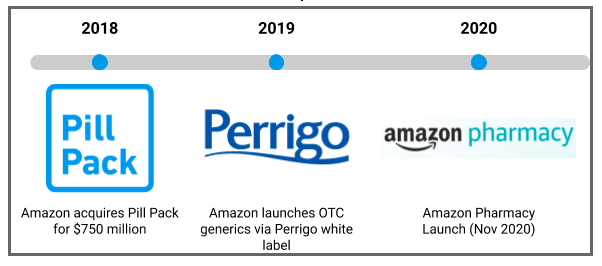 2018
2019
2020
Pill
Pack
Perrigo
amazon pharmacy
Amazon acquires Pill Pack
for $750 million
Amazon launches OTC
generics via Perrigo white
label
Amazon Pharmacy
Launch (Nov 2020)